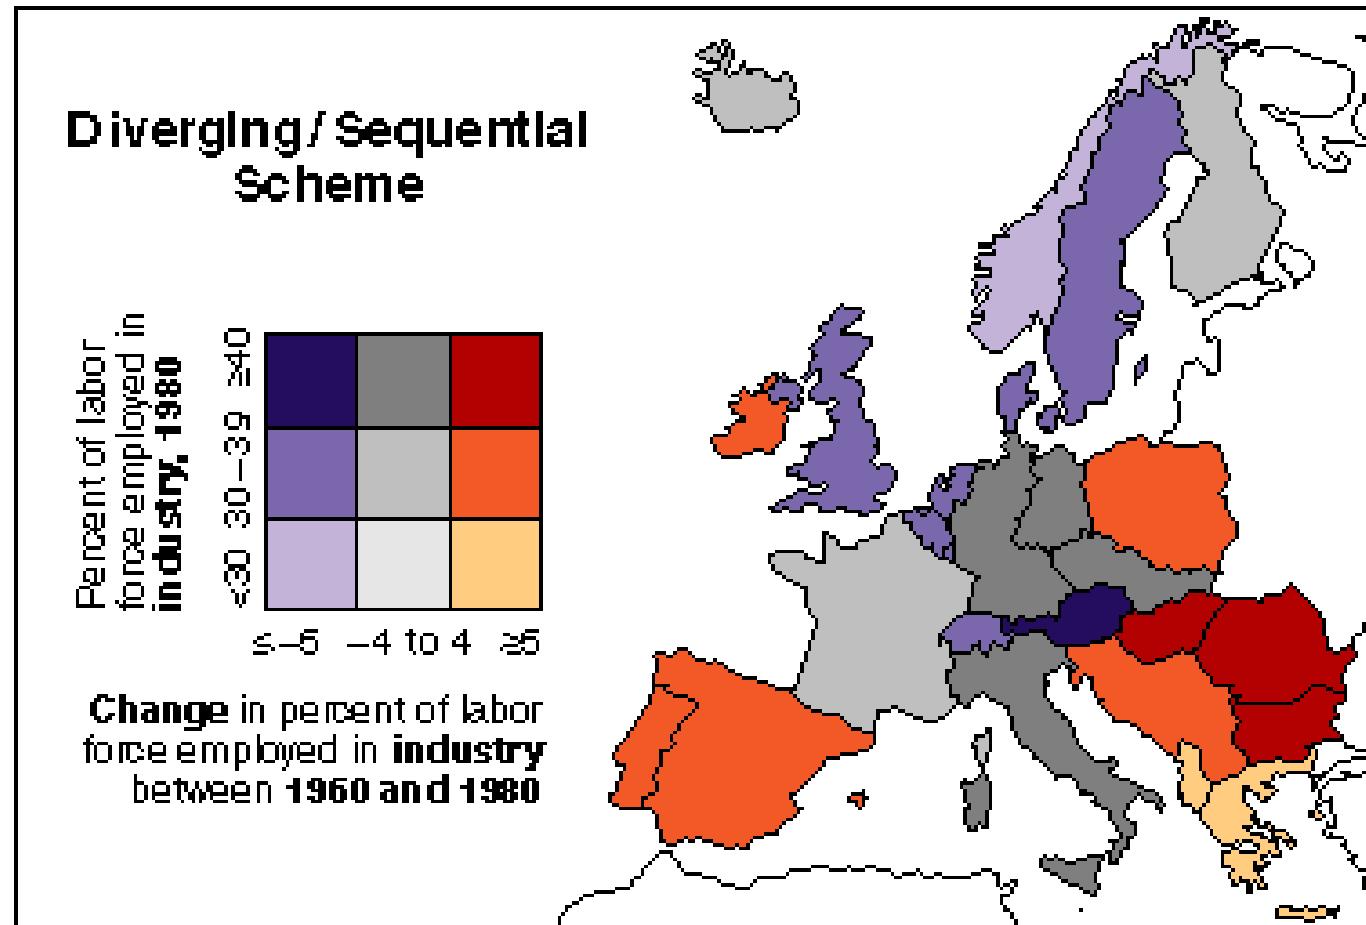 Diverging / Sequential
Scheme
Percent of labor
force employed in
industry, 1980
≥40
30–39
<30
≤–5 –4 to 4 ≥5
Change in percent of labor
force employed in industry
between 1960 and 1980